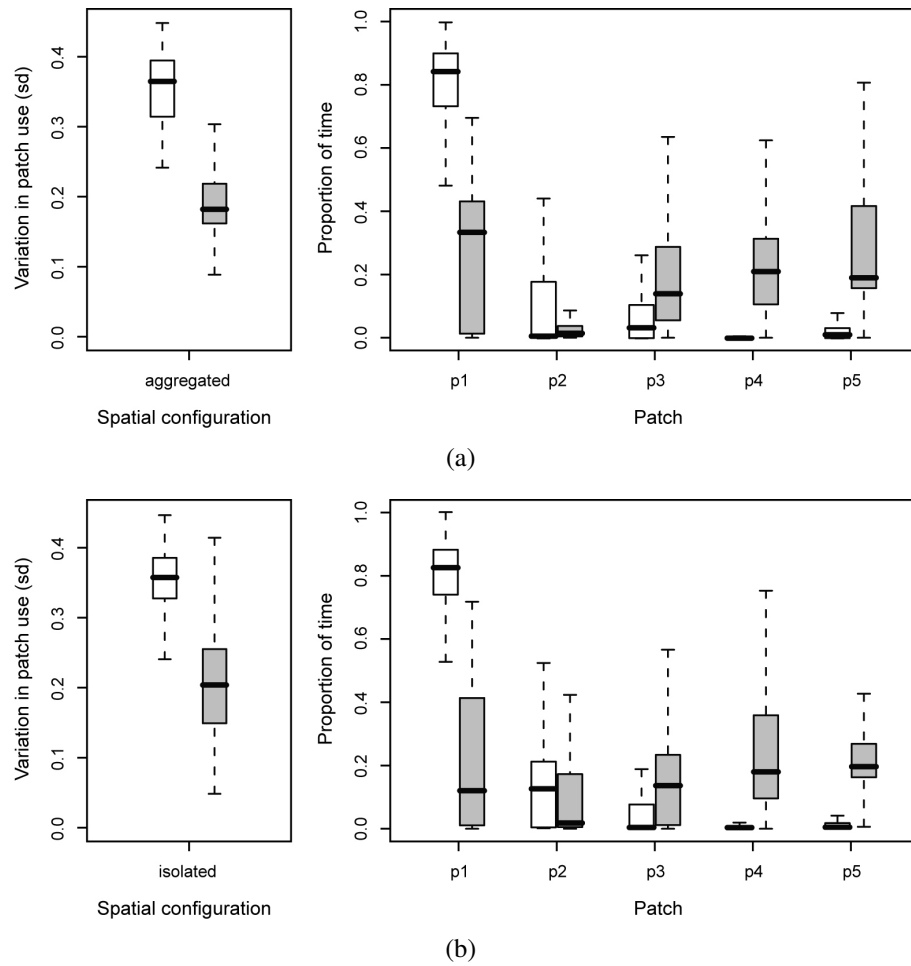 Variation in patch use (sd)
0.4
0.3
0.2
0.1
0.0
aggregated
Spatial configuration
Proportion of time
1.0
0.8
0.6
0.4
0.2
0.0
p1 p2 p3 p4 p5
Patch
(a)
Variation in patch use (sd)
0.4
0.3
0.2
0.1
0.0
isolated
Spatial configuration
Proportion of time
1.0
0.8
0.6
0.4
0.2
0.0
p1 p2 p3 p4 p5
Patch
(b)